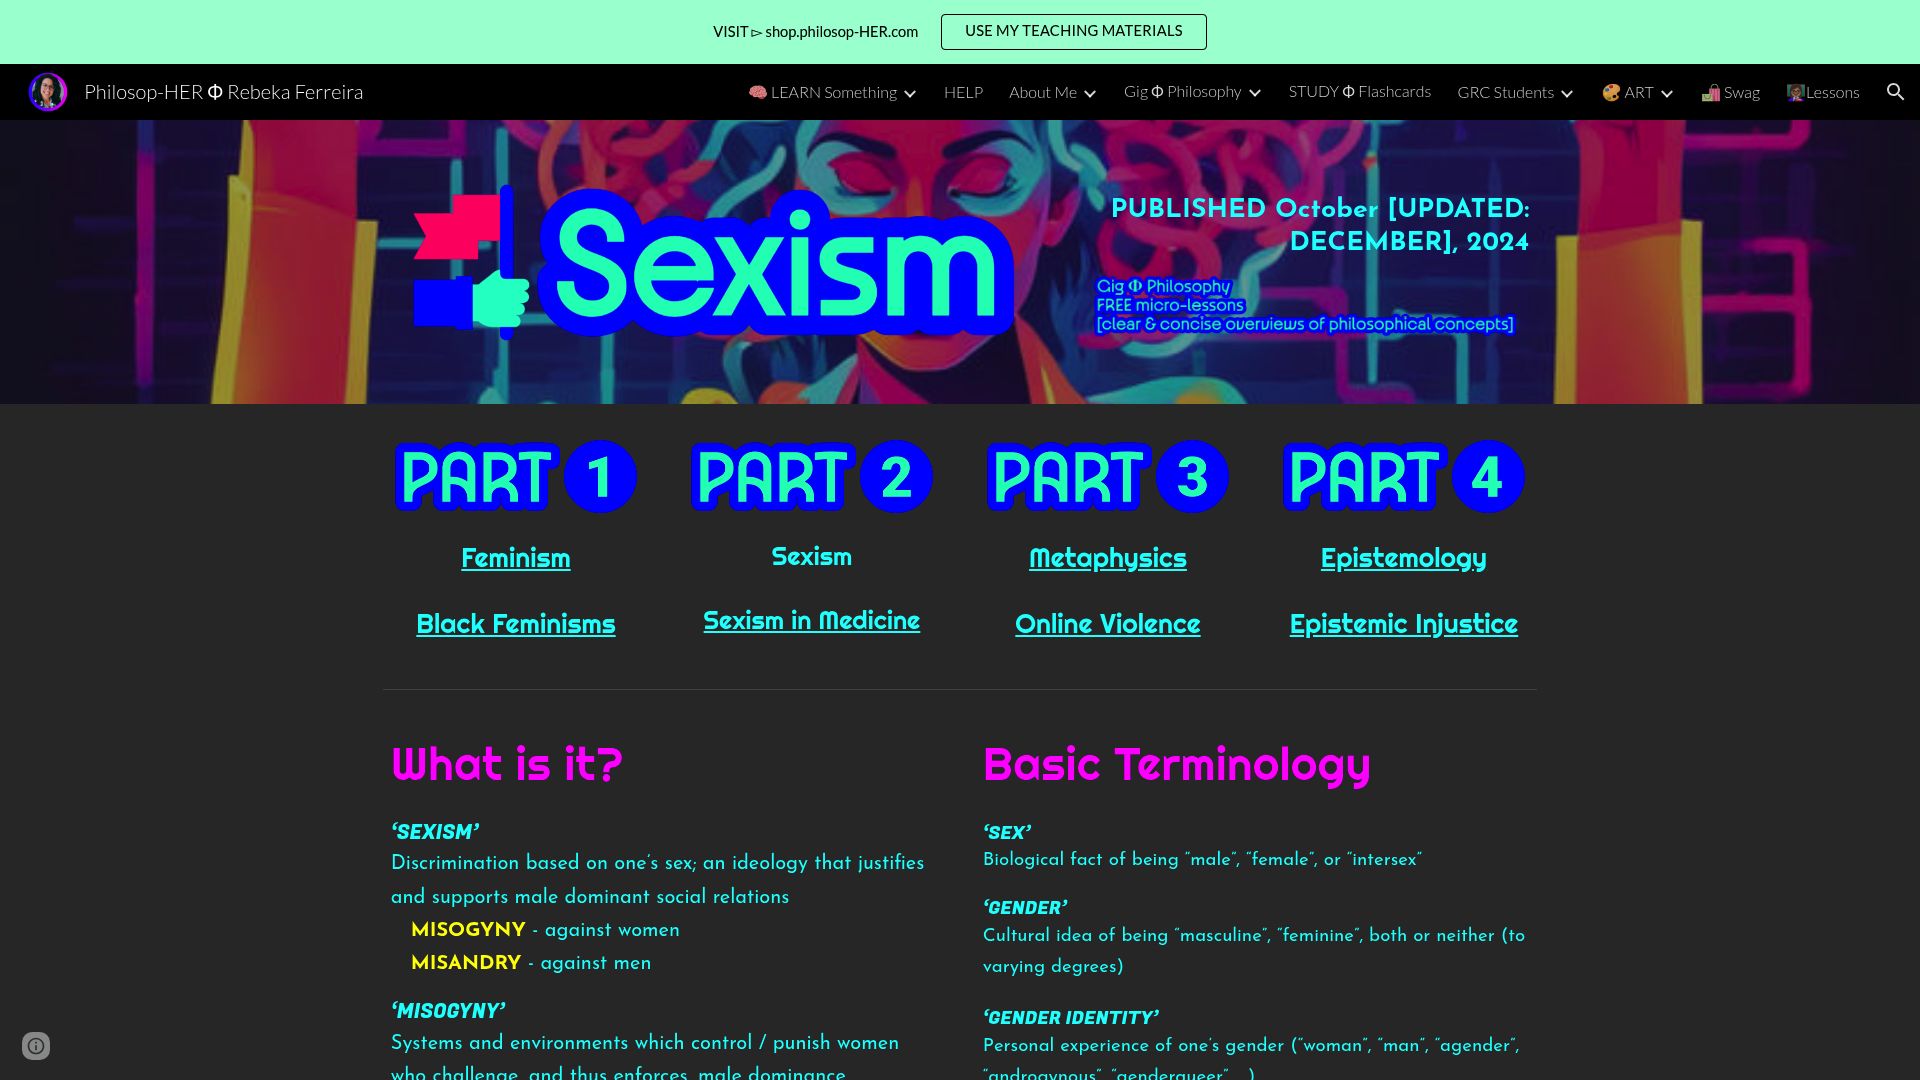 VISIT ▻ shop.philosop-HER.com
USE MY TEACHING MATERIALS
Philosop-HER Ⴔ Rebeka Ferreira
🧠 LEARN Something
HELP
About Me
Gig Ⴔ Philosophy
STUDY Ⴔ Flashcards
GRC Students
🎨 ART
🛍️ Swag
👩🏽‍🏫Lessons
Sexism
PUBLISHED October [UPDATED:
DECEMBER], 2024
Gig Φ Philosophy
FREE micro-lessons
[clear & concise overviews of philosophical concepts]
PART 1
PART 2
PART 3
PART 4
Feminism
Sexism
Metaphysics
Epistemology
Black Feminisms
Sexism in Medicine
Online Violence
Epistemic Injustice
What is it?
‘SEXISM’
Discrimination based on one’s sex; an ideology that justifies
and supports male dominant social relations
MISOGYNY - against women
MISANDRY - against men
‘MISOGYNY’
Systems and environments which control / punish women
who challenge, and thus enforces, male dominance
Basic Terminology
‘SEX’
Biological fact of being “male”, “female”, or “intersex”
‘GENDER’
Cultural idea of being “masculine”, “feminine”, both or neither (to
varying degrees)
‘GENDER IDENTITY’
Personal experience of one’s gender (“woman”, “man”, “agender”,
“androgynous”, “genderqueer”...)